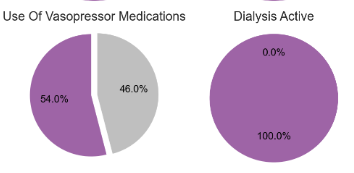 Use Of Vasopressor Medications
Dialysis Active
0.0%
54.0%
46.0%
100.0%